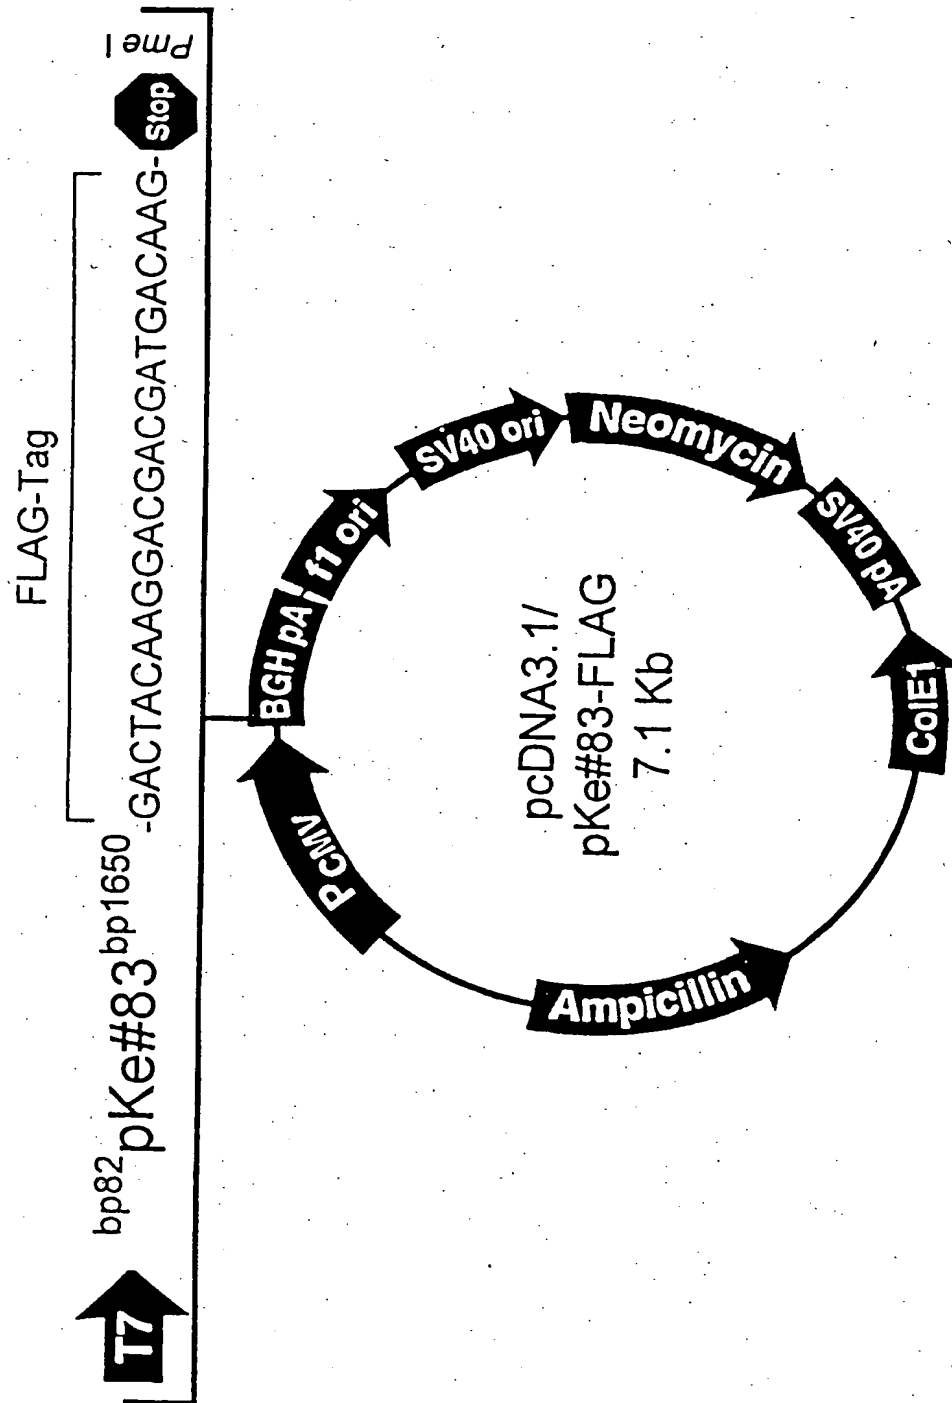 FLAG-Tag
T7 bp82pKe#83bp1650-GACTACAAGGACGACGATGACAAG-Stop Pme I
P CMV
BGH pA
f1 ori
SV40 ori
Neomycin
SV40 pA
ColE1
Ampicillin
pcDNA3.1/
pKe#83-FLAG
7.1 Kb